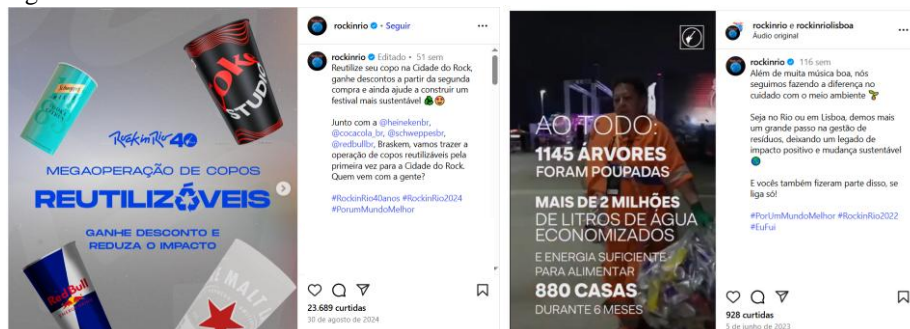 Schweppes
Coke
STUDIO
Rock in Rio 40
MEGAOPERAÇÃO DE COPOS
REUTILIZÁVEIS
GANHE DESCONTO E
REDUZA O IMPACTO
Red Bull
ALL MALT
rockinrio • Seguir
rockinrio Editado • 51 sem
Reutilize seu copo na Cidade do Rock,
ganhe descontos a partir da segunda
compra e ainda ajude a construir um
festival mais sustentável
Junto com a @heinekenbr,
@cocacola_br, @schweppesbr,
@redbullbr, Braskem, vamos trazer a
operação de copos reutilizáveis pela
primeira vez para a Cidade do Rock.
Quem vem com a gente?
#RockinRio40anos #RockinRio2024
#PorumMundoMelhor
23.689 curtidas
30 de agosto de 2024
AO TODO:
1145 ÁRVORES
FORAM POUPADAS
MAIS DE 2 MILHÕES
DE LITROS DE ÁGUA
ECONOMIZADOS
E ENERGIA SUFICIENTE
PARA ALIMENTAR
880 CASAS
DURANTE 6 MESES
rockinrio e rockinriolisboa
Áudio original
rockinrio 116 sem
Além de muita música boa, nós
seguimos fazendo a diferença no
cuidado com o meio ambiente
Seja no Rio ou em Lisboa, demos mais
um grande passo na gestão de
resíduos, deixando um legado de
impacto positivo e mudança sustentável
E vocês também fizeram parte disso, se
liga só!
#PorUmMundoMelhor #RockinRio2022
#EuFui
928 curtidas
5 de junho de 2023